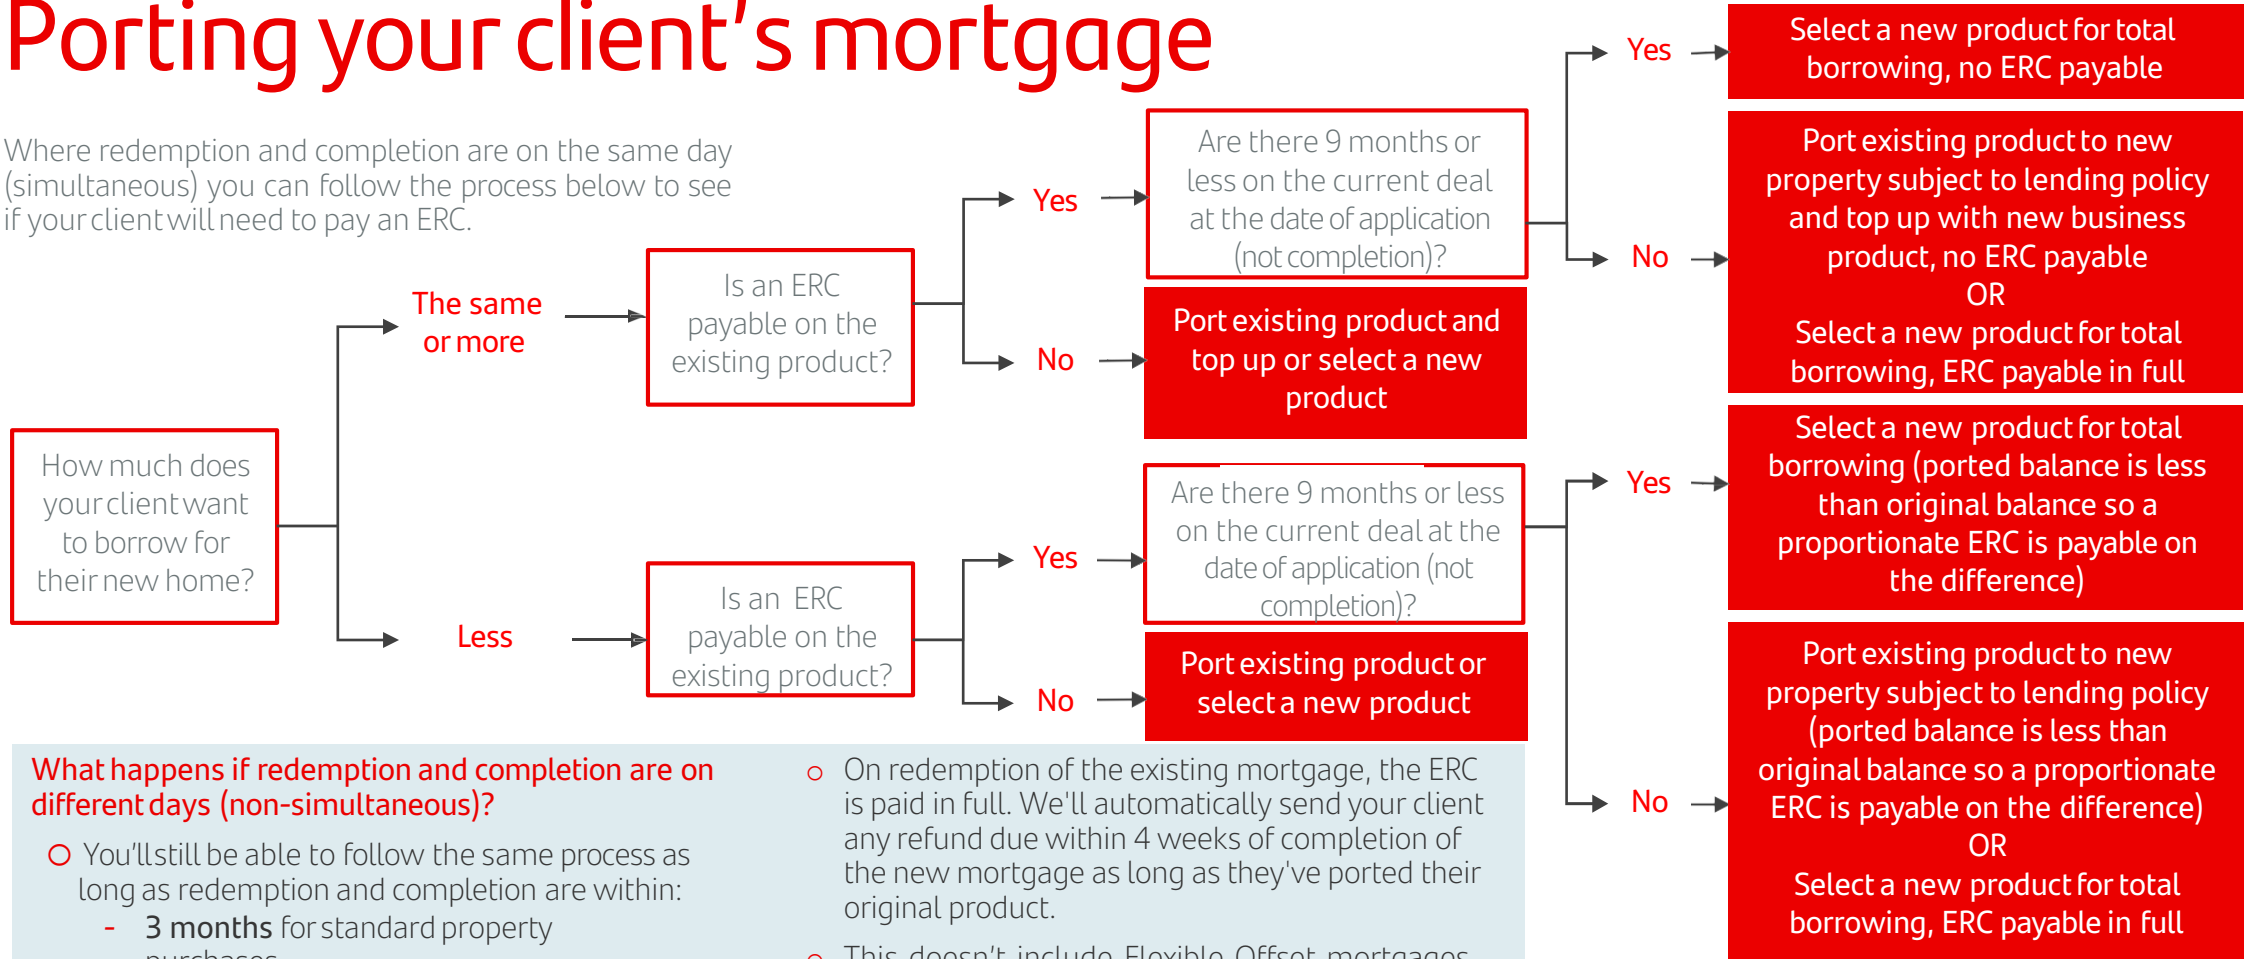 Porting your client's mortgage
Where redemption and completion are on the same day
(simultaneous) you can follow the process below to see
if your client will need to pay an ERC.
How much does
your client want
to borrow for
their new home?
The same
or more
Is an ERC
payable on the
existing product?
Yes
Are there 9 months or
less on the current deal
at the date of application
(not completion)?
Yes
Select a new product for total
borrowing, no ERC payable
No
Port existing product to new
property subject to lending policy
and top up with new business
product, no ERC payable
OR
Select a new product for total
borrowing, ERC payable in full
No
Port existing product and
top up or select a new
product
Less
Is an ERC
payable on the
existing product?
Yes
Are there 9 months or less
on the current deal at the
date of application (not
completion)?
Yes
Select a new product for total
borrowing (ported balance is less
than original balance so a
proportionate ERC is payable on
the difference)
No
Port existing product to new
property subject to lending policy
(ported balance is less than
original balance so a proportionate
ERC is payable on the difference)
OR
Select a new product for total
borrowing, ERC payable in full
No
Port existing product or
select a new product
What happens if redemption and completion are on
different days (non-simultaneous)?
You'll still be able to follow the same process as
long as redemption and completion are within:
- 3 months for standard property
purchases
On redemption of the existing mortgage, the ERC
is paid in full. We'll automatically send your client
any refund due within 4 weeks of completion of
the new mortgage as long as they've ported their
original product.
This doesn't include Flexible Offset mortgages